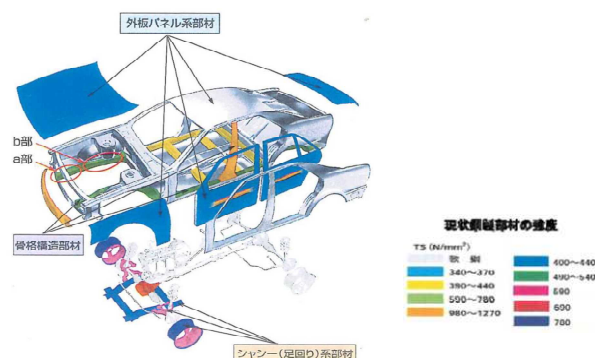 外板パネル系部材
b部
a部
骨格構造部材
シャシー(足回り)系部材
現状鋼製部材の強度
TS (N/mm²)
軟 鋼
340〜370
390〜440
590〜780
980〜1270
400〜440
490〜540
590
690
780